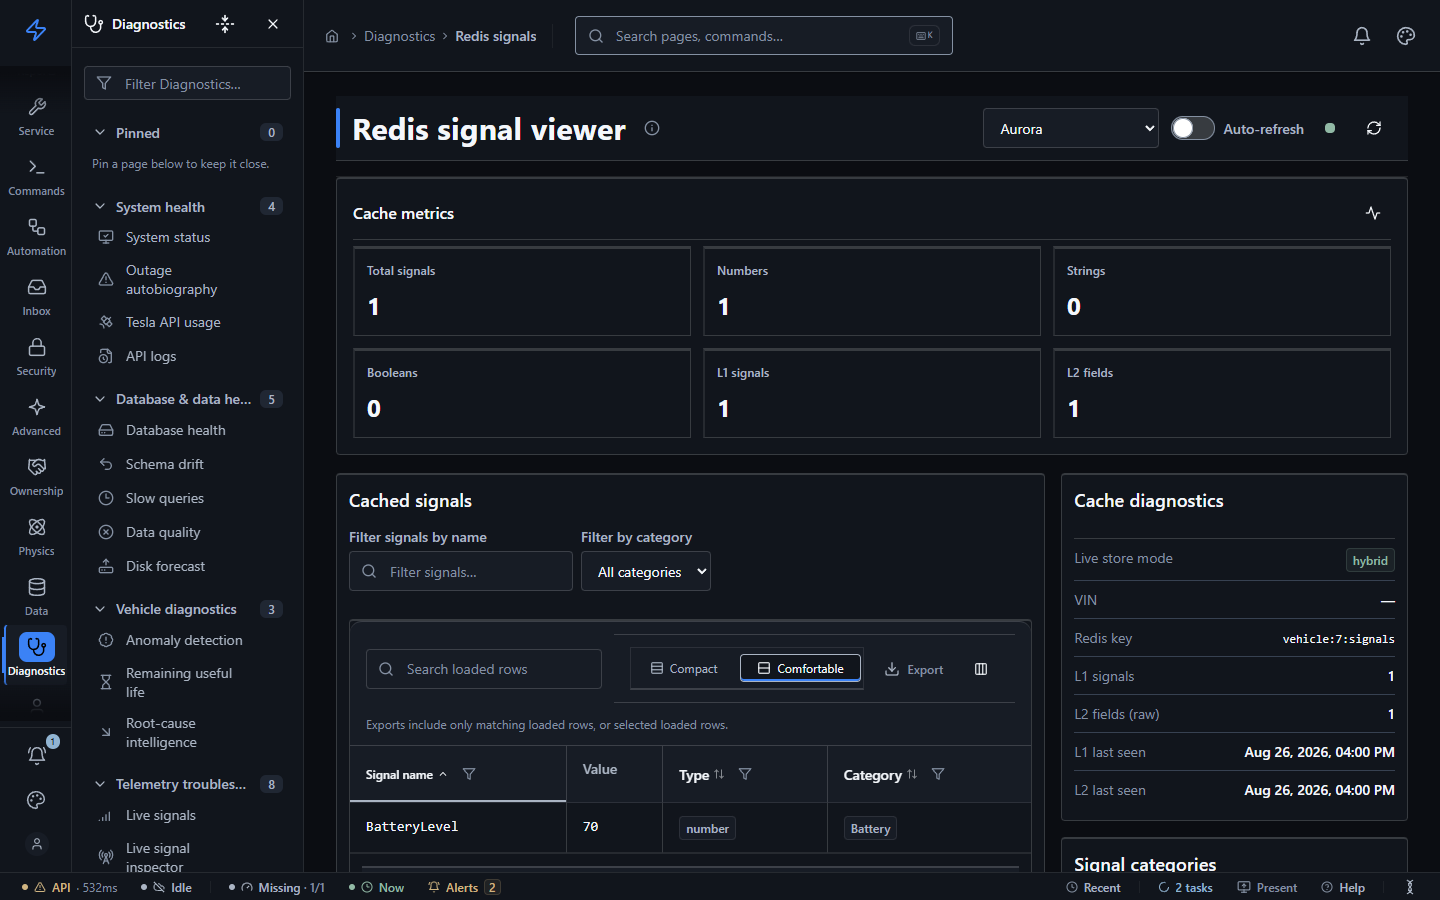 Service
Commands
Automation
Inbox
Security
Advanced
Ownership
Physics
Data
Diagnostics
1
Diagnostics
Filter Diagnostics...
Pinned 0
Pin a page below to keep it close.
System health 4
System status
Outage
autobiography
Tesla API usage
API logs
Database & data he... 5
Database health
Schema drift
Slow queries
Data quality
Disk forecast
Vehicle diagnostics 3
Anomaly detection
Remaining useful
life
Root-cause
intelligence
Telemetry troubles... 8
Live signals
Live signal
inspector
Diagnostics
Redis signals
Search pages, commands...
K
Redis signal viewer
Aurora
Auto-refresh
Cache metrics
Total signals
1
Numbers
1
Strings
0
Booleans
0
L1 signals
1
L2 fields
1
Cached signals
Filter signals by name
Filter signals...
Filter by category
All categories
Search loaded rows
Compact
Comfortable
Export
Exports include only matching loaded rows, or selected loaded rows.
Signal name Value Type Category
BatteryLevel 70 number Battery
Cache diagnostics
Live store mode hybrid
VIN —
Redis key vehicle:7:signals
L1 signals 1
L2 fields (raw) 1
L1 last seen Aug 26, 2026, 04:00 PM
L2 last seen Aug 26, 2026, 04:00 PM
Signal categories
API · 532ms
Idle
Missing · 1/1
Now
Alerts 2
Recent
2 tasks
Present
Help